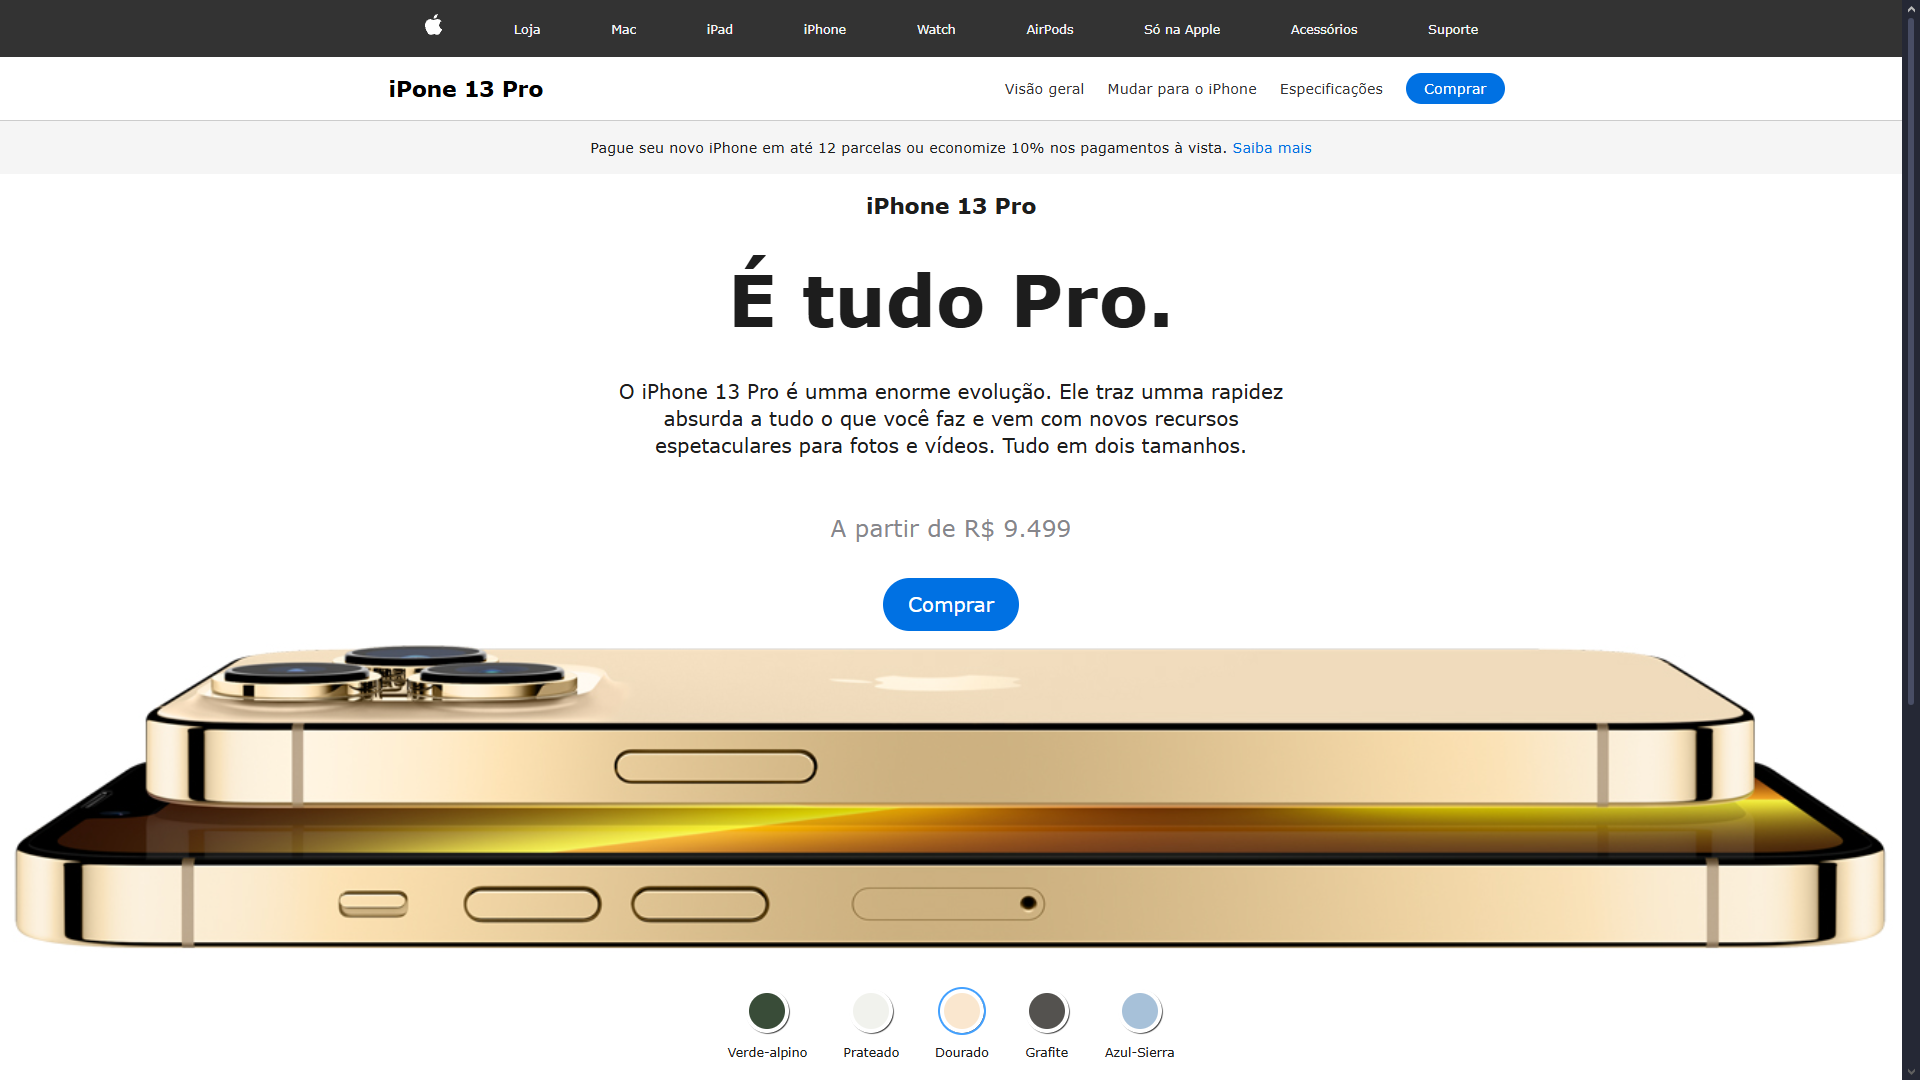 Loja Mac iPad iPhone Watch AirPods Só na Apple Acessórios Suporte
iPone 13 Pro Visão geral Mudar para o iPhone Especificações Comprar
Pague seu novo iPhone em até 12 parcelas ou economize 10% nos pagamentos à vista. Saiba mais
iPhone 13 Pro
É tudo Pro.
O iPhone 13 Pro é umma enorme evolução. Ele traz umma rapidez
absurda a tudo o que você faz e vem com novos recursos
espetaculares para fotos e vídeos. Tudo em dois tamanhos.
A partir de R$ 9.499
Comprar
Verde-alpino Prateado Dourado Grafite Azul-Sierra